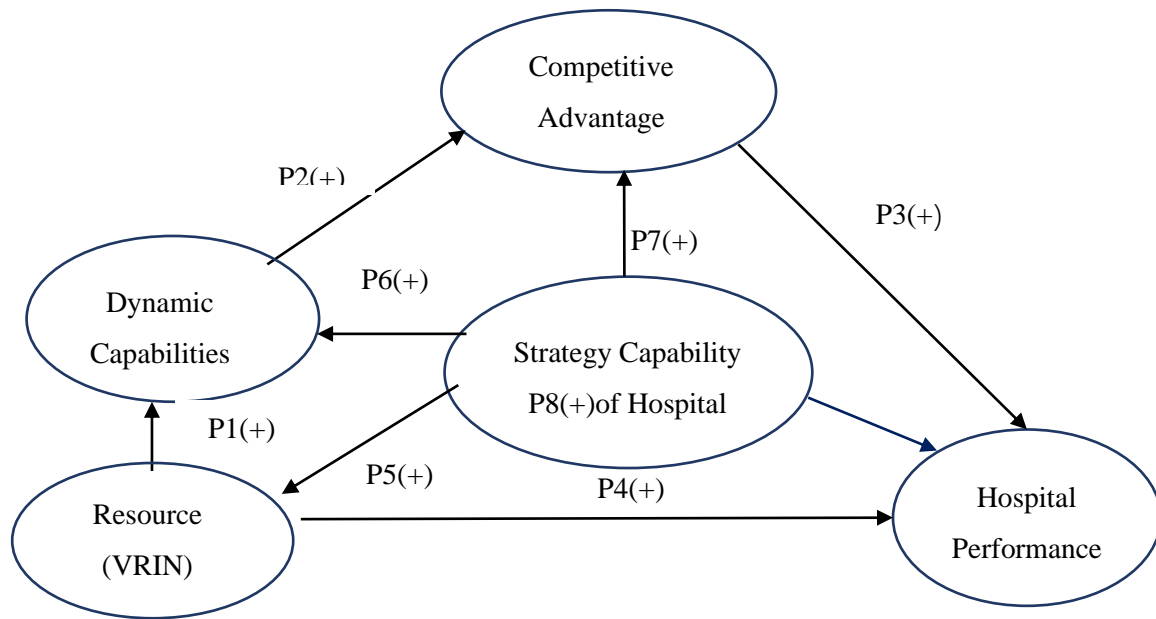 Competitive
Advantage
P2(+)
P3(+)
P7(+)
P6(+)
Dynamic
Capabilities
Strategy Capability
P8(+)of Hospital
P1(+)
P5(+)
P4(+)
Resource
(VRIN)
Hospital
Performance